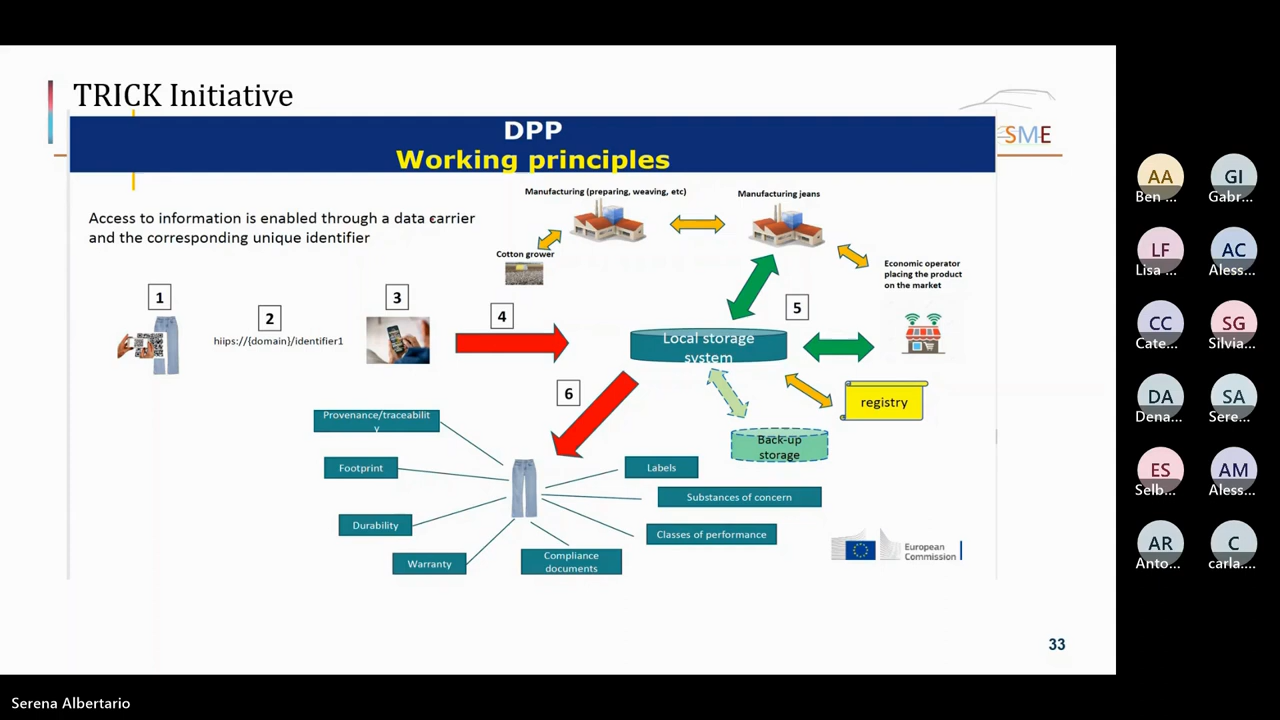 TRICK Initiative
SME
DPP
Working principles
Access to information is enabled through a data carrier
and the corresponding unique identifier
Manufacturing (preparing, weaving, etc)
Manufacturing jeans
Cotton grower
Economic operator
placing the product
on the market
1
2
3
4
5
6
hiips://{domain}/identifier1
Local storage
system
registry
Back-up
storage
Provenance/traceabilit
y
Footprint
Durability
Warranty
Compliance
documents
Labels
Substances of concern
Classes of performance
European
Commission
33
AA
Ben ...
GI
Gabr...
LF
Lisa ...
AC
Aless...
CC
Cate...
SG
Silvia...
DA
Dena...
SA
Sere...
ES
Selb...
AM
Aless...
AR
Anto...
C
carla....
Serena Albertario